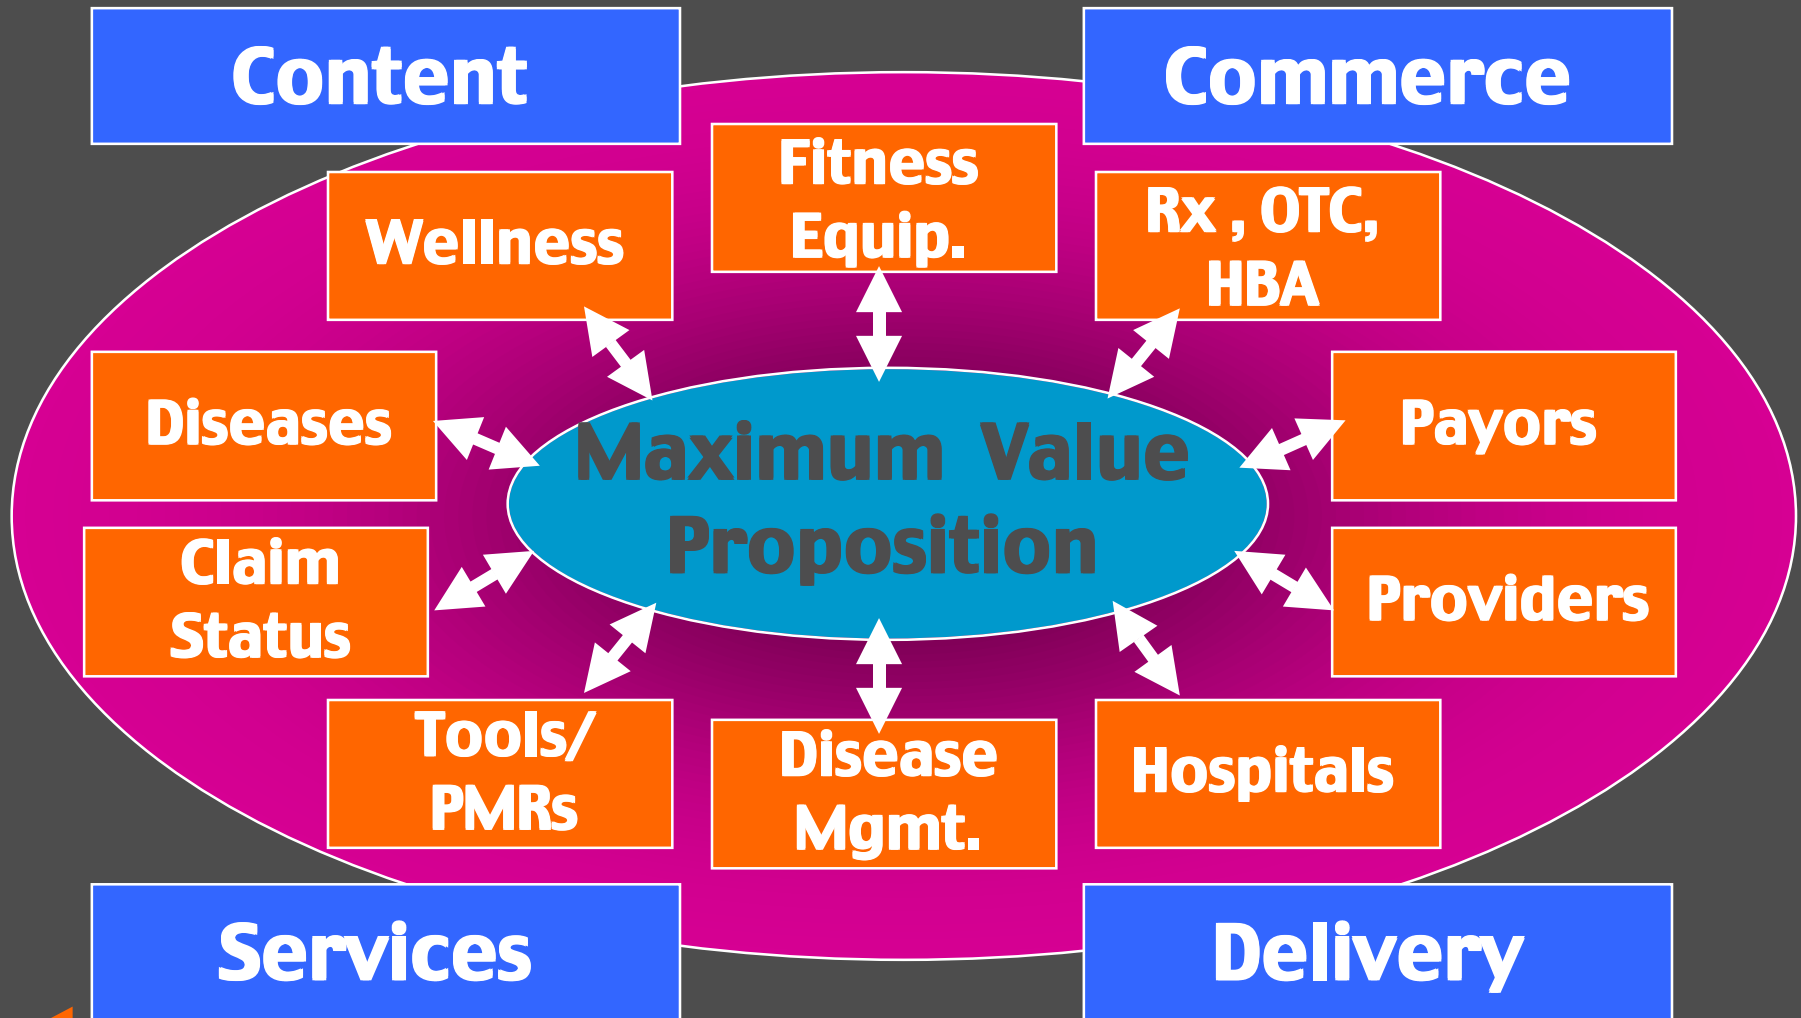 Content
Commerce
Fitness
Equip.
Rx , OTC,
HBA
Wellness
Diseases
Payors
Maximum Value
Proposition
Claim
Status
Providers
Tools/
PMRs
Disease
Mgmt.
Hospitals
Services
Delivery